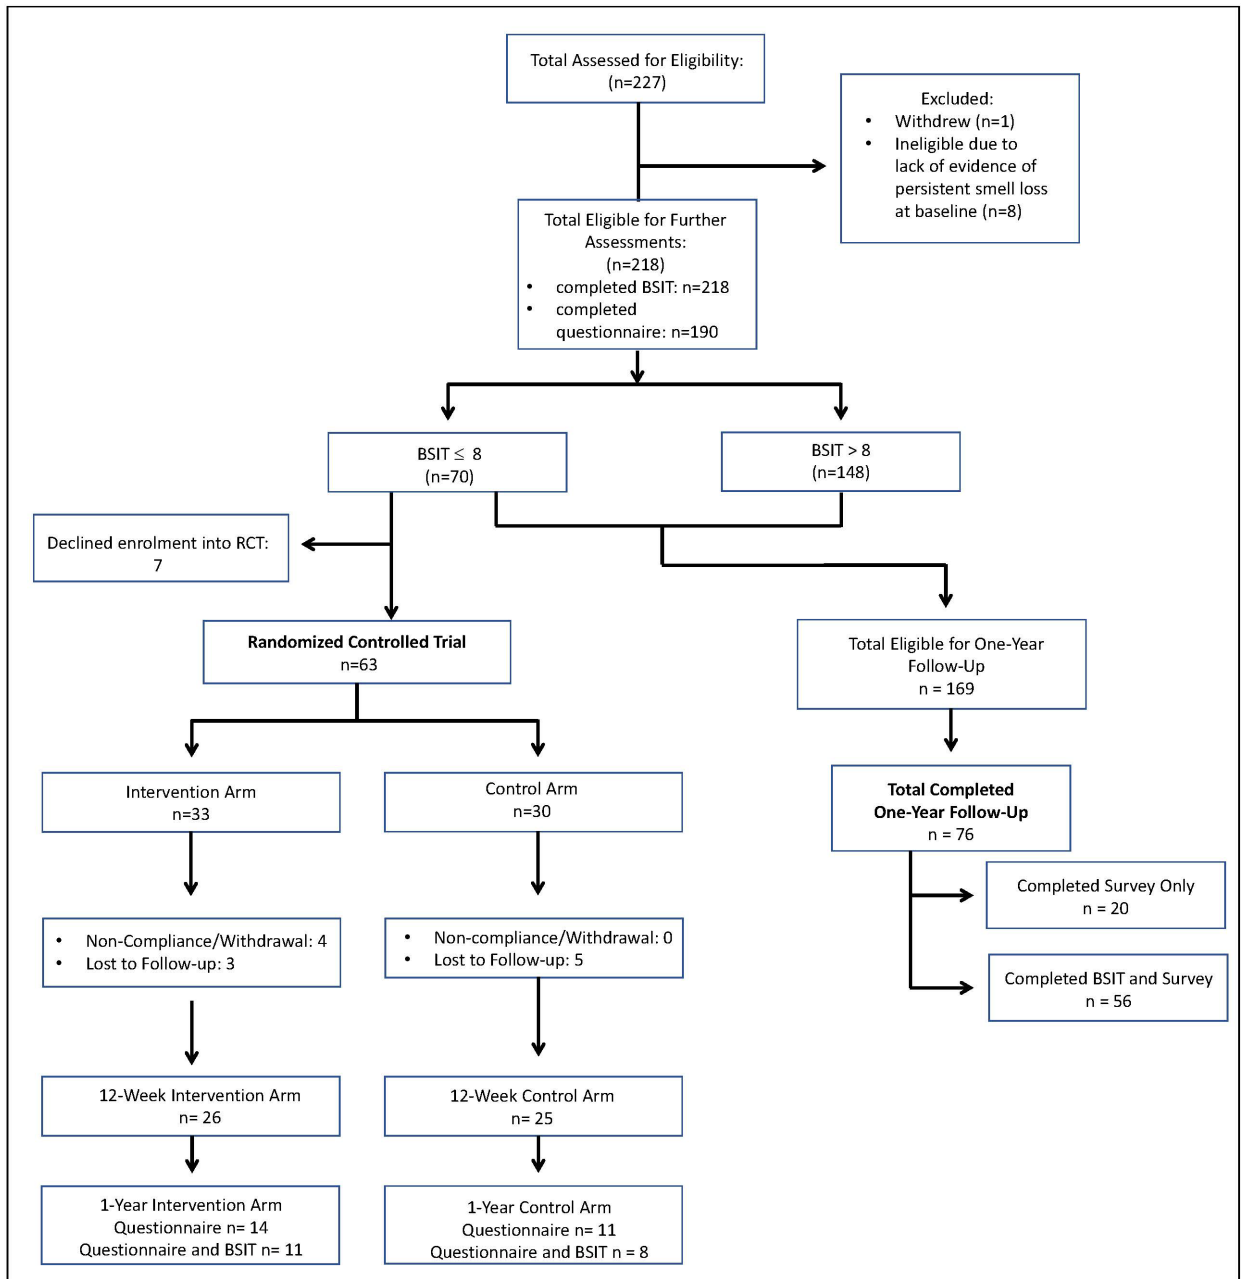 Total Assessed for Eligibility:
(n=227)
Excluded:
• Withdrew (n=1)
• Ineligible due to
lack of evidence of
persistent smell loss
at baseline (n=8)
Total Eligible for Further
Assessments:
(n=218)
• completed BSIT: n=218
• completed
questionnaire: n=190
BSIT ≤ 8
(n=70)
BSIT > 8
(n=148)
Declined enrolment into RCT:
7
Randomized Controlled Trial
n=63
Total Eligible for One-Year
Follow-Up
n = 169
Intervention Arm
n=33
Control Arm
n=30
Total Completed
One-Year Follow-Up
n = 76
Completed Survey Only
n = 20
Completed BSIT and Survey
n = 56
• Non-Compliance/Withdrawal: 4
• Lost to Follow-up: 3
• Non-compliance/Withdrawal: 0
• Lost to Follow-up: 5
12-Week Intervention Arm
n= 26
12-Week Control Arm
n= 25
1-Year Intervention Arm
Questionnaire n= 14
Questionnaire and BSIT n= 11
1-Year Control Arm
Questionnaire n= 11
Questionnaire and BSIT n = 8